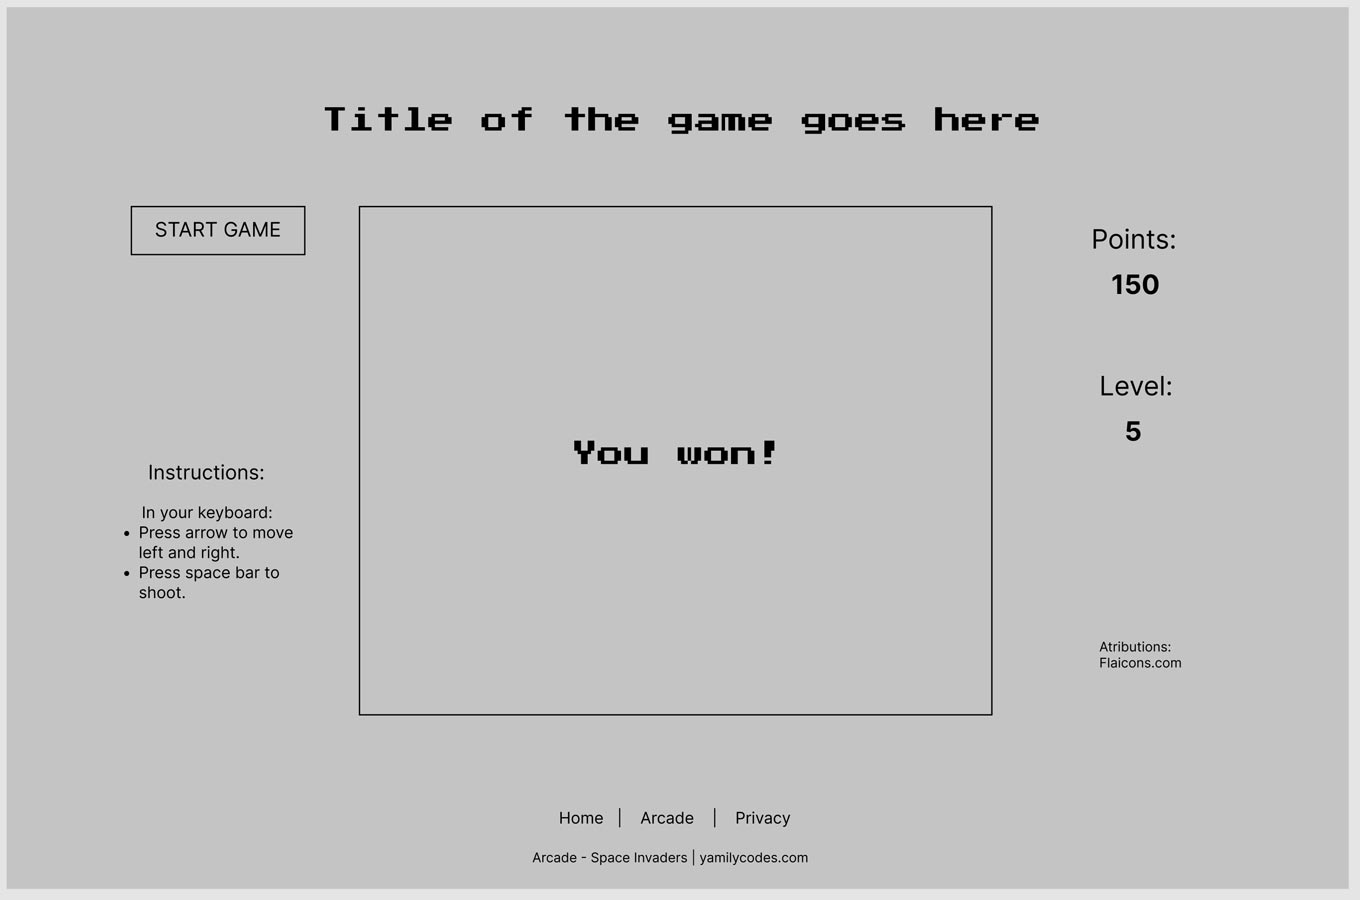 Title of the game goes here
START GAME
Instructions:
In your keyboard:
• Press arrow to move
left and right.
• Press space bar to
shoot.
You won!
Points:
150
Level:
5
Atributions:
Flaicons.com
Home | Arcade | Privacy
Arcade - Space Invaders | yamilycodes.com